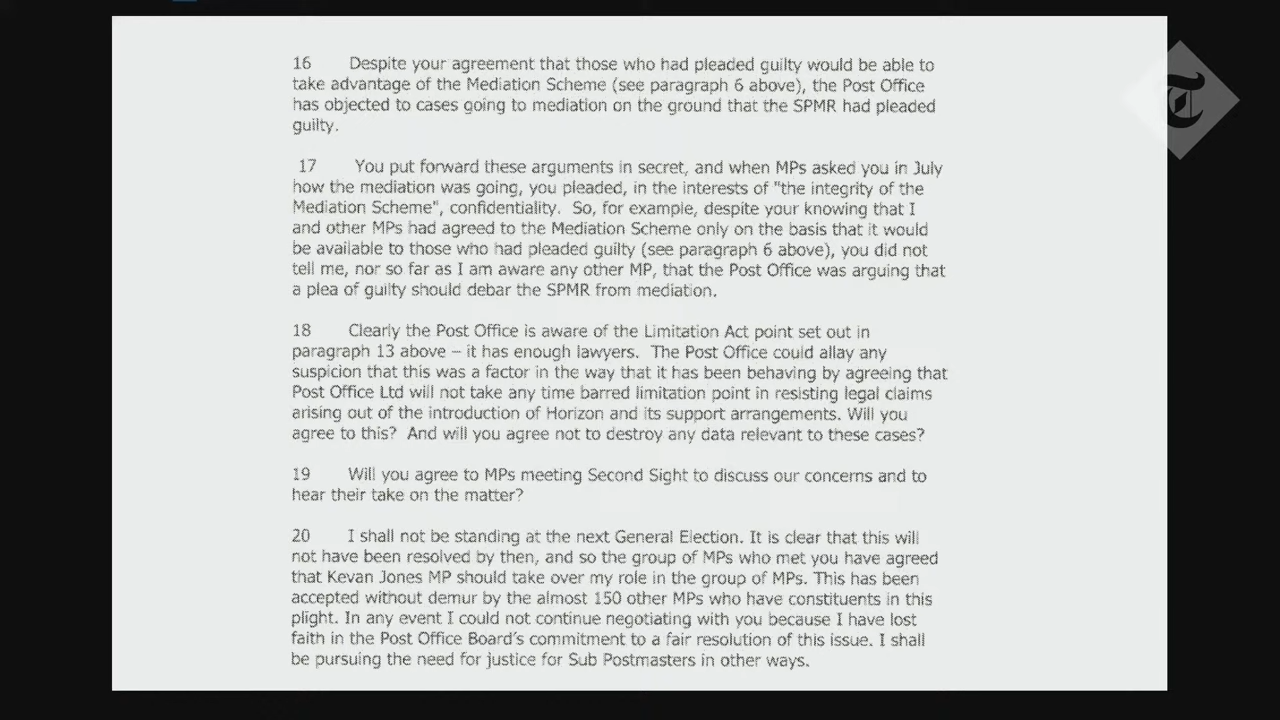 16 Despite your agreement that those who had pleaded guilty would be able to
take advantage of the Mediation Scheme (see paragraph 6 above), the Post Office
has objected to cases going to mediation on the ground that the SPMR had pleaded
guilty.
17 You put forward these arguments in secret, and when MPs asked you in July
how the mediation was going, you pleaded, in the interests of "the integrity of the
Mediation Scheme", confidentiality. So, for example, despite your knowing that I
and other MPs had agreed to the Mediation Scheme only on the basis that it would
be available to those who had pleaded guilty (see paragraph 6 above), you did not
tell me, nor so far as I am aware any other MP, that the Post Office was arguing that
a plea of guilty should debar the SPMR from mediation.
18 Clearly the Post Office is aware of the Limitation Act point set out in
paragraph 13 above – it has enough lawyers. The Post Office could allay any
suspicion that this was a factor in the way that it has been behaving by agreeing that
Post Office Ltd will not take any time barred limitation point in resisting legal claims
arising out of the introduction of Horizon and its support arrangements. Will you
agree to this? And will you agree not to destroy any data relevant to these cases?
19 Will you agree to MPs meeting Second Sight to discuss our concerns and to
hear their take on the matter?
20 I shall not be standing at the next General Election. It is clear that this will
not have been resolved by then, and so the group of MPs who met you have agreed
that Kevan Jones MP should take over my role in the group of MPs. This has been
accepted without demur by the almost 150 other MPs who have constituents in this
plight. In any event I could not continue negotiating with you because I have lost
faith in the Post Office Board's commitment to a fair resolution of this issue. I shall
be pursuing the need for justice for Sub Postmasters in other ways.
T